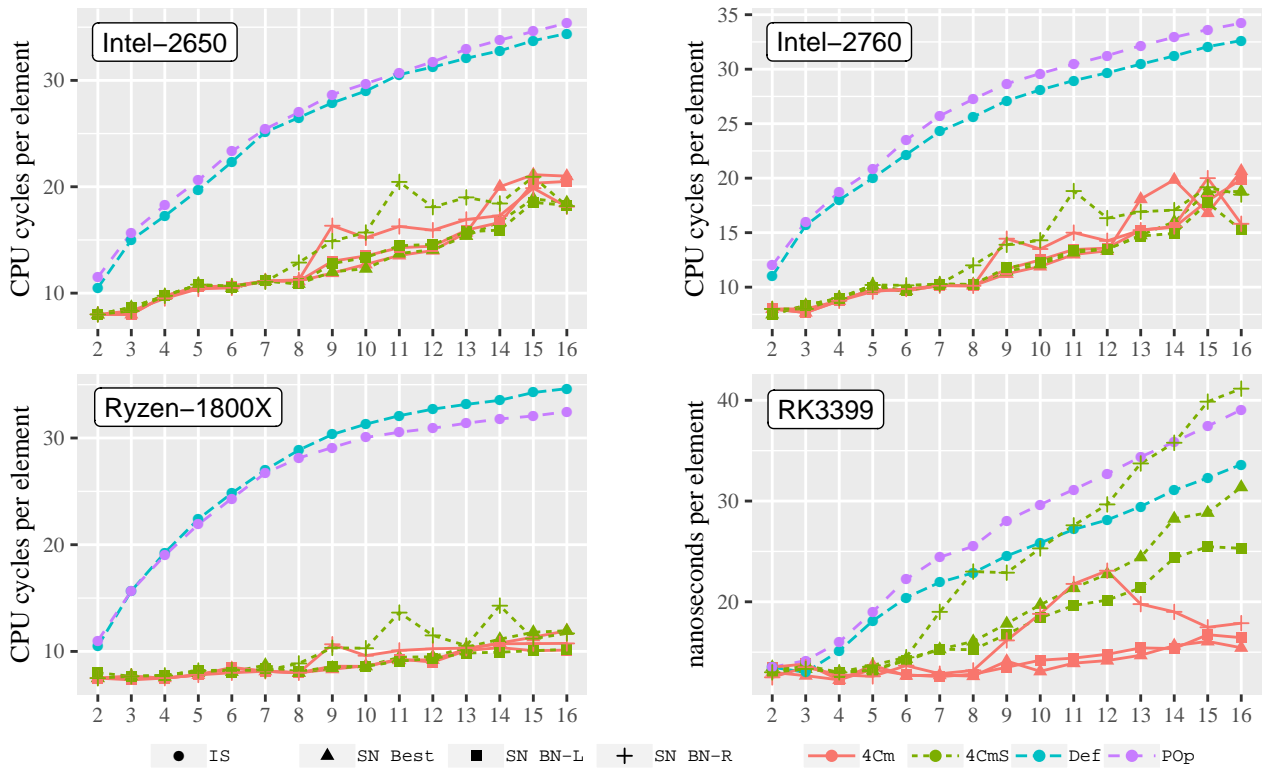 Intel−2650
CPU cycles per element
30
20
10
2 3 4 5 6 7 8 9 10 11 12 13 14 15 16
Intel−2760
CPU cycles per element
35
30
25
20
15
10
2 3 4 5 6 7 8 9 10 11 12 13 14 15 16
Ryzen−1800X
CPU cycles per element
30
20
10
2 3 4 5 6 7 8 9 10 11 12 13 14 15 16
RK3399
nanoseconds per element
40
30
20
2 3 4 5 6 7 8 9 10 11 12 13 14 15 16
IS SN Best SN BN-L SN BN-R 4Cm 4CmS Def POp